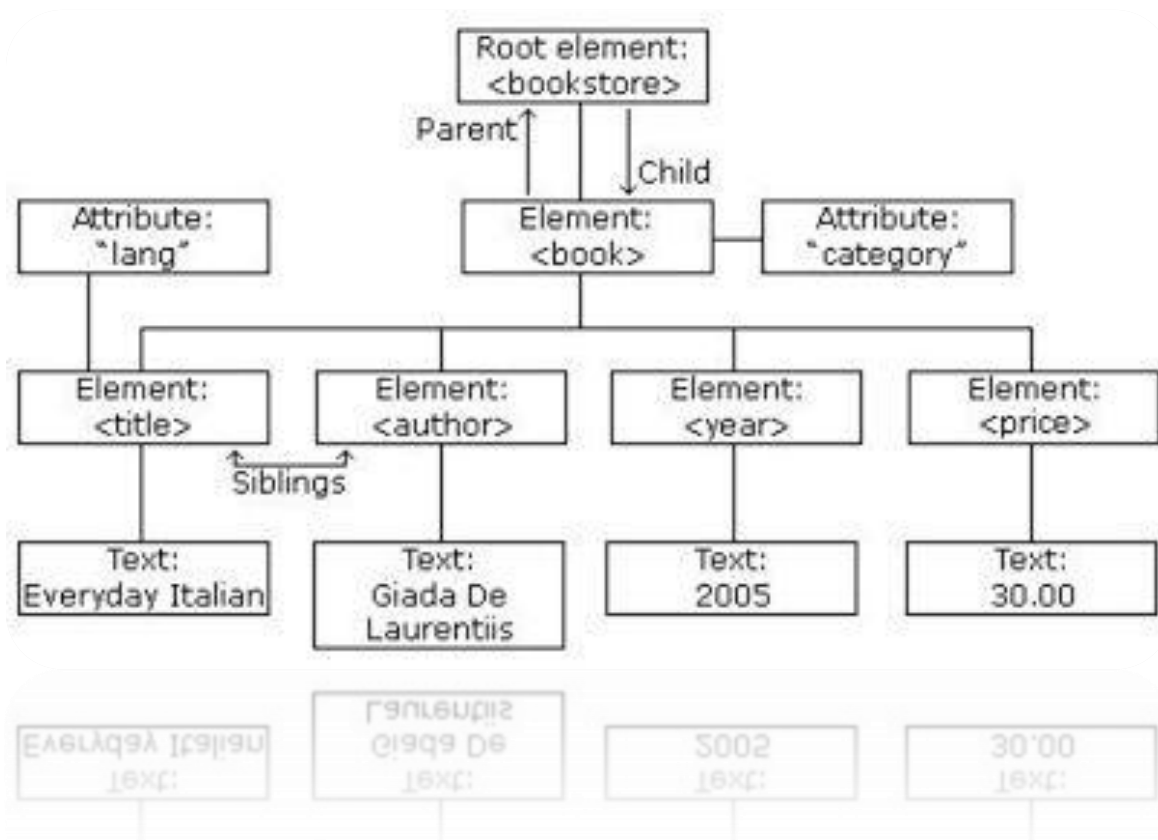 Root element:
<bookstore>
Parent
Child
Attribute:
"lang"
Element:
<book>
Attribute:
"category"
Element:
<title>
Element:
<author>
Element:
<year>
Element:
<price>
Siblings
Text:
Everyday Italian
Text:
Giada De
Laurentiis
Text:
2005
Text:
30.00